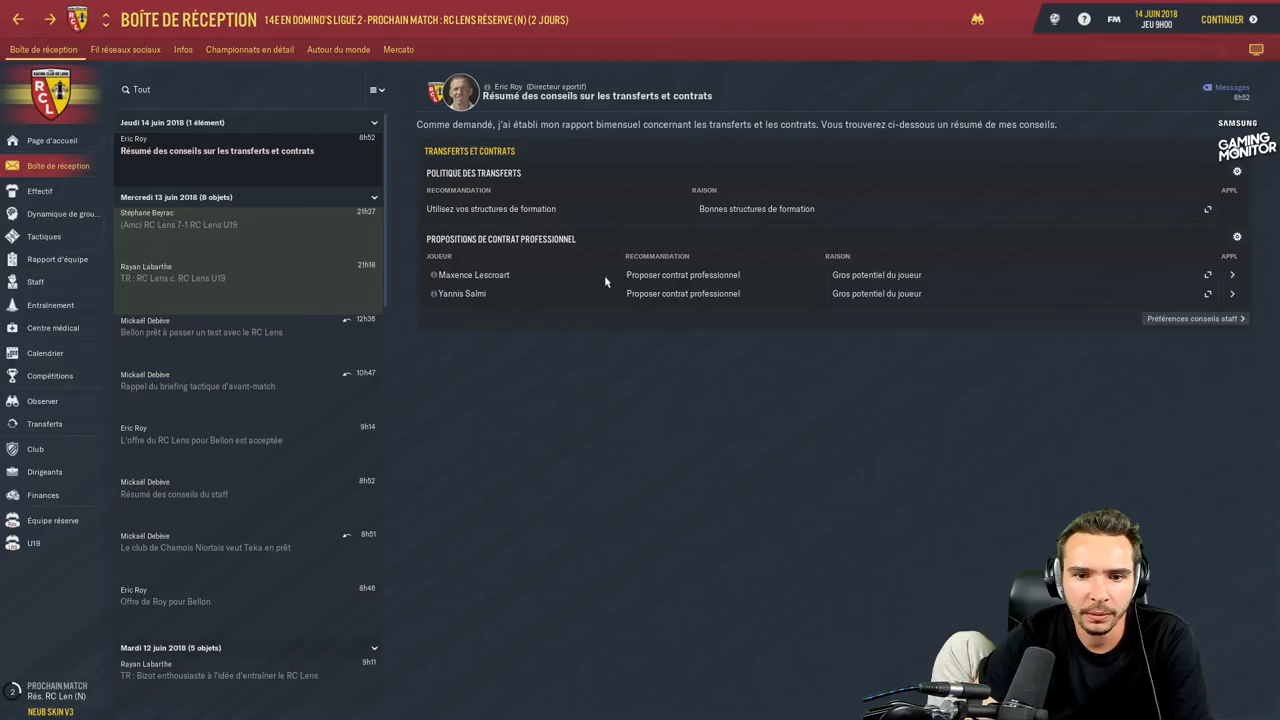 BOÎTE DE RÉCEPTION
14E EN DOMINO'S LIGUE 2 - PROCHAIN MATCH : RC LENS RÉSERVE (N) (2 JOURS)
FM
14 JUIN 2018
JEU 9H00
CONTINUER
Boîte de réception
Fil réseaux sociaux
Infos
Championnats en détail
Autour du monde
Mercato
RACING CLUB DE LENS
RCL
Page d'accueil
Boîte de réception
Effectif
Dynamique de grou...
Tactiques
Rapport d'équipe
Staff
Entraînement
Centre médical
Calendrier
Compétitions
Observer
Transferts
Club
Dirigeants
Finances
Équipe réserve
U19
2
PROCHAIN MATCH
Rés. RC Len (N)
NEUB SKIN V3
Tout
Jeudi 14 juin 2018 (1 élément)
Eric Roy 8h52
Résumé des conseils sur les transferts et contrats
Mercredi 13 juin 2018 (8 objets)
Stéphane Beyrac 21h27
(Amc) RC Lens 7-1 RC Lens U19
Rayan Labarthe 21h18
TR : RC Lens c. RC Lens U19
Mickaël Debève 12h36
Bellon prêt à passer un test avec le RC Lens
Mickaël Debève 10h47
Rappel du briefing tactique d'avant-match
Eric Roy 9h14
L'offre du RC Lens pour Bellon est acceptée
Mickaël Debève 8h52
Résumé des conseils du staff
Mickaël Debève 8h51
Le club de Chamois Niortais veut Teka en prêt
Eric Roy 8h46
Offre de Roy pour Bellon
Mardi 12 juin 2018 (5 objets)
Rayan Labarthe 9h11
TR : Bizot enthousiaste à l'idée d'entraîner le RC Lens
Eric Roy (Directeur sportif)
Résumé des conseils sur les transferts et contrats
Messages
8h52
Comme demandé, j'ai établi mon rapport bimensuel concernant les transferts et les contrats. Vous trouverez ci-dessous un résumé de mes conseils.
SAMSUNG
GAMING
MONITOR
TRANSFERTS ET CONTRATS
POLITIQUE DES TRANSFERTS
RECOMMANDATION RAISON APPL
Utilisez vos structures de formation Bonnes structures de formation
PROPOSITIONS DE CONTRAT PROFESSIONNEL
JOUEUR RECOMMANDATION RAISON APPL
Maxence Lescroart Proposer contrat professionnel Gros potentiel du joueur
Yannis Salmi Proposer contrat professionnel Gros potentiel du joueur
Préférences conseils staff